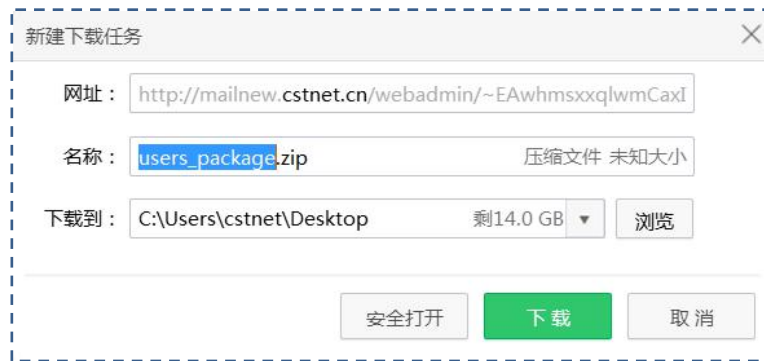 新建下载任务
网址： http://mailnew.cstnet.cn/webadmin/~EAwhmsxxqlwmCaxI
名称： users_package.zip 压缩文件 未知大小
下载到： C:\Users\cstnet\Desktop 剩14.0 GB 浏览
安全打开 下载 取消